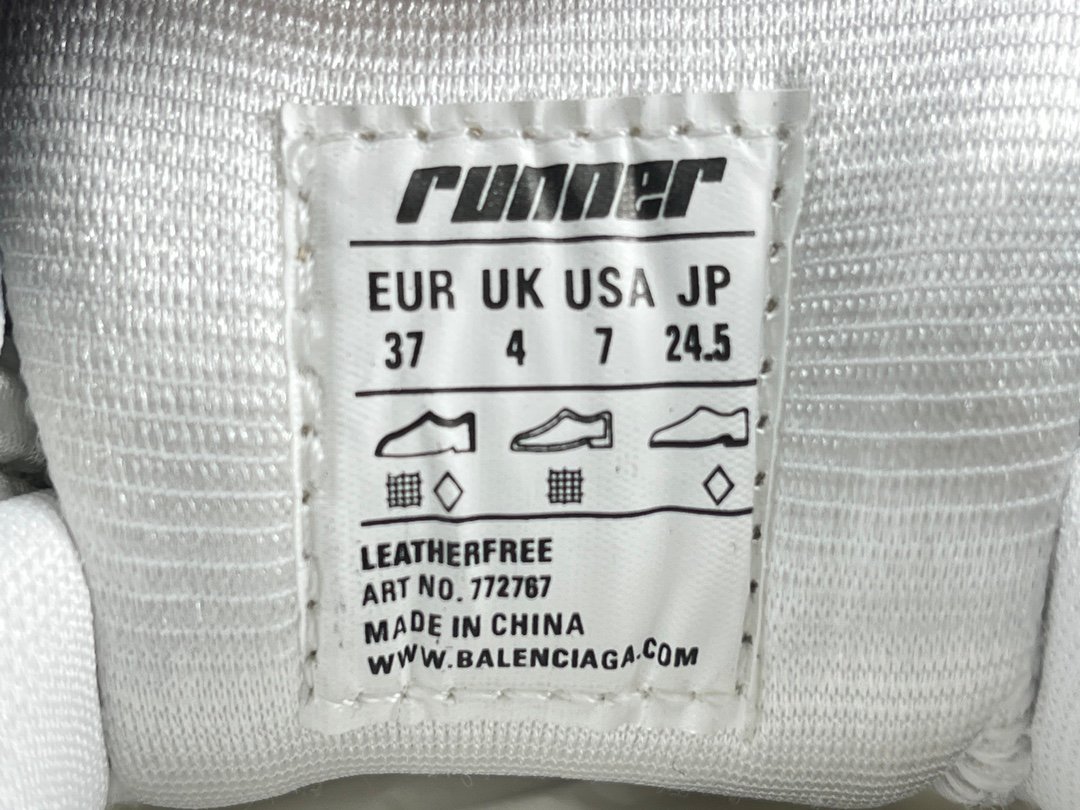 runner
EUR UK USA JP
37 4 7 24.5
LEATHERFREE
ART NO. 772767
MADE IN CHINA
WWW.BALENCIAGA.COM